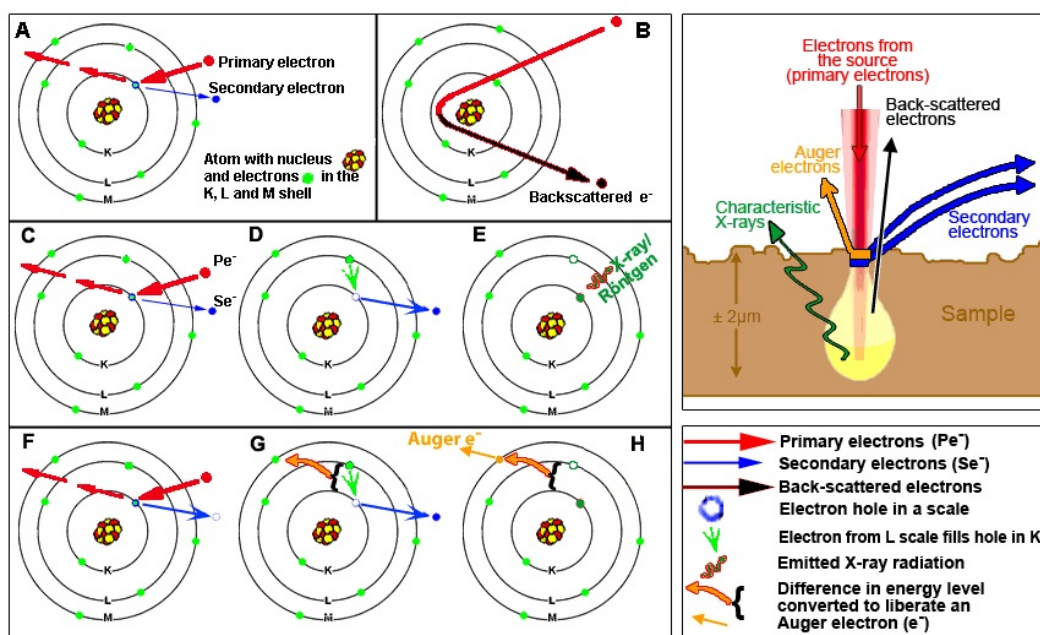 A
Primary electron
Secondary electron
K
L
M
Atom with nucleus
and electrons in the
K, L and M shell
B
K
L
M
Backscattered e-
C
Pe-
Se-
K
L
M
D
K
L
M
E
X-ray/
Röntgen
K
L
M
F
K
L
M
G
K
L
M
H
Auger e-
K
L
M
Electrons from
the source
(primary electrons)
Back-scattered
electrons
Auger
electrons
Characteristic
X-rays
Secondary
electrons
± 2µm
Sample
Primary electrons (Pe-)
Secondary electrons (Se-)
Back-scattered electrons
Electron hole in a scale
Electron from L scale fills hole in K
Emitted X-ray radiation
Difference in energy level
converted to liberate an
Auger electron (e-)